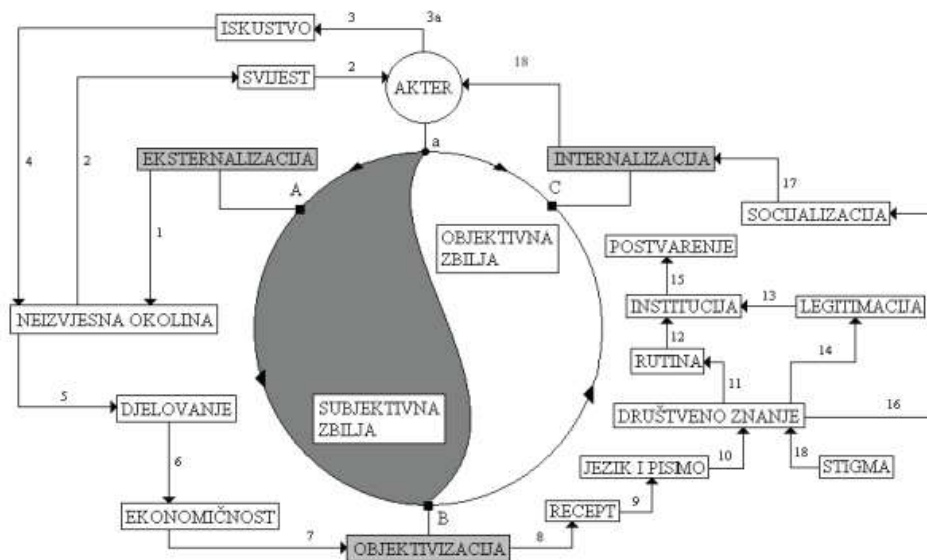 3
3a
ISKUSTVO
18
SVIJEST
2
AKTER
4
2
a
EKSTERNALIZACIJA
INTERNALIZACIJA
A
C
17
SOCIJALIZACIJA
1
OBJEKTIVNA
ZBILJA
POSTVARENJE
15
NEIZVJESNA OKOLINA
INSTITUCIJA
13
LEGITIMACIJA
12
14
RUTINA
11
5
DJELOVANJE
SUBJEKTIVNA
ZBILJA
DRUŠTVENO ZNANJE
16
6
10
18
JEZIK I PISMO
STIGMA
9
EKONOMIČNOST
B
RECEPT
7
OBJEKTIVIZACIJA
8